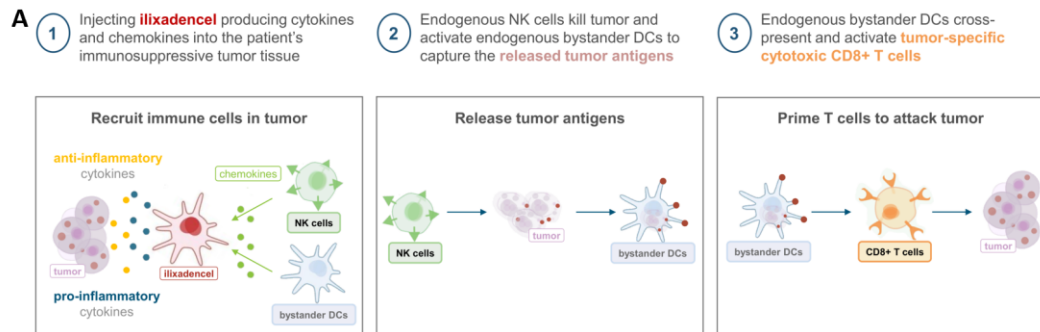 A
1
Injecting ilixadencel producing cytokines
and chemokines into the patient's
immunosuppressive tumor tissue
2
Endogenous NK cells kill tumor and
activate endogenous bystander DCs to
capture the released tumor antigens
3
Endogenous bystander DCs cross-
present and activate tumor-specific
cytotoxic CD8+ T cells
Recruit immune cells in tumor
anti-inflammatory
cytokines
chemokines
NK cells
tumor
ilixadencel
pro-inflammatory
cytokines
bystander DCs
Release tumor antigens
NK cells
tumor
bystander DCs
Prime T cells to attack tumor
bystander DCs
CD8+ T cells
tumor